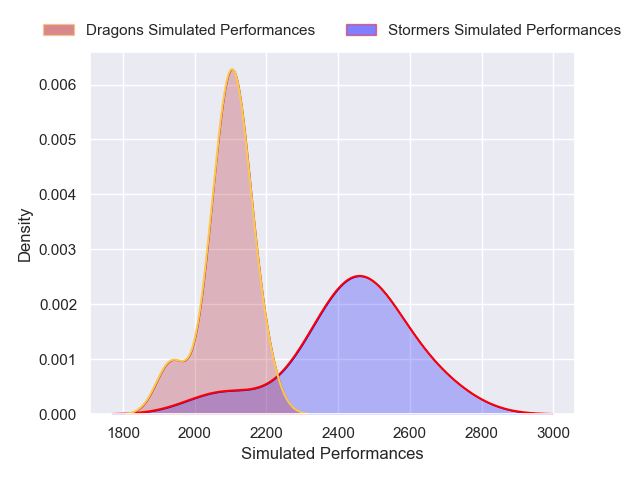 Dragons Simulated Performances
Stormers Simulated Performances
0.006
0.005
0.004
0.003
0.002
0.001
0.000
Density
1800 2000 2200 2400 2600 2800 3000
Simulated Performances